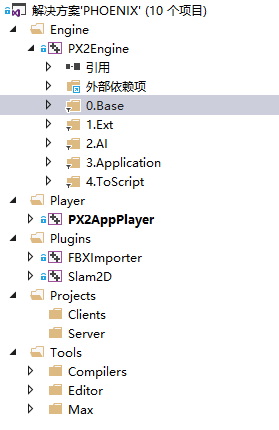 解决方案'PHOENIX' (10 个项目)
Engine
PX2Engine
引用
外部依赖项
0.Base
1.Ext
2.AI
3.Application
4.ToScript
Player
PX2AppPlayer
Plugins
FBXImporter
Slam2D
Projects
Clients
Server
Tools
Compilers
Editor
Max